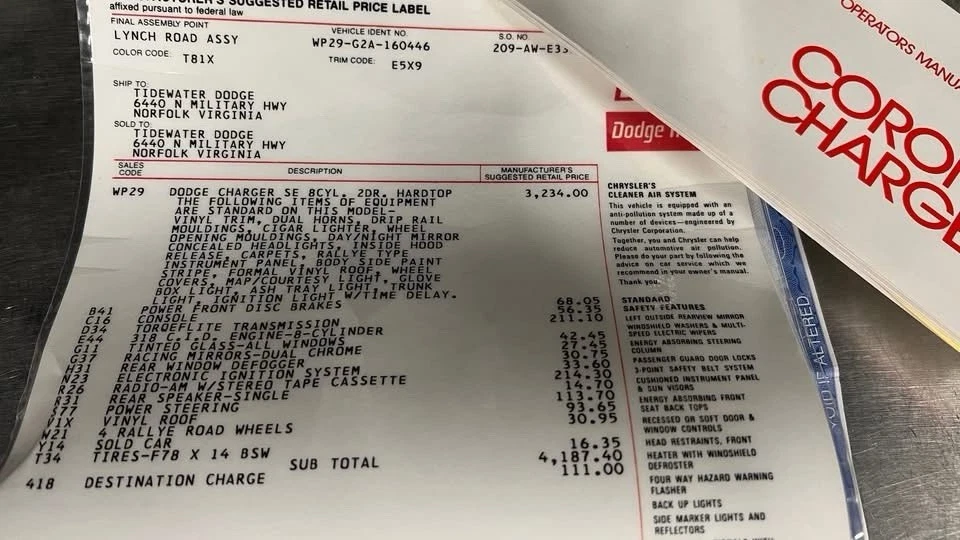 SUGGESTED RETAIL PRICE LABEL
affixed pursuant to federal law
FINAL ASSEMBLY POINT
LYNCH ROAD ASSY
VEHICLE IDENT NO.
WP29-G2A-160446
S.O. NO.
209-AW-E33
COLOR CODE: T81X
TRIM CODE: E5X9
SHIP TO:
TIDEWATER DODGE
6440 N MILITARY HWY
NORFOLK VIRGINIA
SOLD TO:
TIDEWATER DODGE
6440 N MILITARY HWY
NORFOLK VIRGINIA
SALES CODE
DESCRIPTION
MANUFACTURER'S SUGGESTED RETAIL PRICE
WP29 DODGE CHARGER SE 8CYL. 2DR. HARDTOP 3,234.00
THE FOLLOWING ITEMS OF EQUIPMENT
ARE STANDARD ON THIS MODEL-
VINYL TRIM, DUAL HORNS, DRIP RAIL
MOULDINGS, CIGAR LIGHTER, WHEEL
OPENING MOULDINGS, DAY/NIGHT MIRROR
CONCEALED HEADLIGHTS, INSIDE HOOD
RELEASE, CARPETS, RALLYE TYPE
INSTRUMENT PANEL, BODY SIDE PAINT
STRIPE, FORMAL VINYL ROOF, WHEEL
COVERS, MAP/COURTESY LIGHT, GLOVE
BOX LIGHT, ASH TRAY LIGHT, TRUNK
LIGHT, IGNITION LIGHT W/TIME DELAY.
B41 POWER FRONT DISC BRAKES 68.05
C16 CONSOLE 56.35
D34 TORQEFLITE TRANSMISSION 211.10
E44 318 C.I.D. ENGINE-8-CYLINDER
G11 TINTED GLASS-ALL WINDOWS 42.45
G37 RACING MIRRORS-DUAL CHROME 27.45
H31 REAR WINDOW DEFOGGER 30.75
N23 ELECTRONIC IGNITION SYSTEM 33.60
R26 RADIO-AM W/STEREO TAPE CASSETTE 214.30
R31 REAR SPEAKER-SINGLE 14.70
S77 POWER STEERING 113.70
V1X VINYL ROOF 93.65
W21 4 RALLYE ROAD WHEELS 30.95
Y14 SOLD CAR
T34 TIRES-F78 X 14 BSW 16.35
SUB TOTAL 4,187.40
418 DESTINATION CHARGE 111.00
Dodge
CHRYSLER'S
CLEANER AIR SYSTEM
This vehicle is equipped with an
anti-pollution system made up of a
number of devices—engineered by
Chrysler Corporation.
Together, you and Chrysler can help
reduce automotive air pollution.
Please do your part by following the
advice on car service which we
recommend in your owner's manual.
Thank you.
STANDARD
SAFETY FEATURES
LEFT OUTSIDE REARVIEW MIRROR
WINDSHIELD WASHERS & MULTI-
SPEED ELECTRIC WIPERS
ENERGY ABSORBING STEERING
COLUMN
PASSENGER GUARD DOOR LOCKS
3-POINT SAFETY BELT SYSTEM
CUSHIONED INSTRUMENT PANEL
& SUN VISORS
ENERGY ABSORBING FRONT
SEAT BACK TOPS
RECESSED OR SOFT DOOR &
WINDOW CONTROLS
HEAD RESTRAINTS, FRONT
HEATER WITH WINDSHIELD
DEFROSTER
FOUR WAY HAZARD WARNING
FLASHER
BACK UP LIGHTS
SIDE MARKER LIGHTS AND
REFLECTORS
VOID IF ALTERED
OPERATORS MANUA
CORON
CHARGE